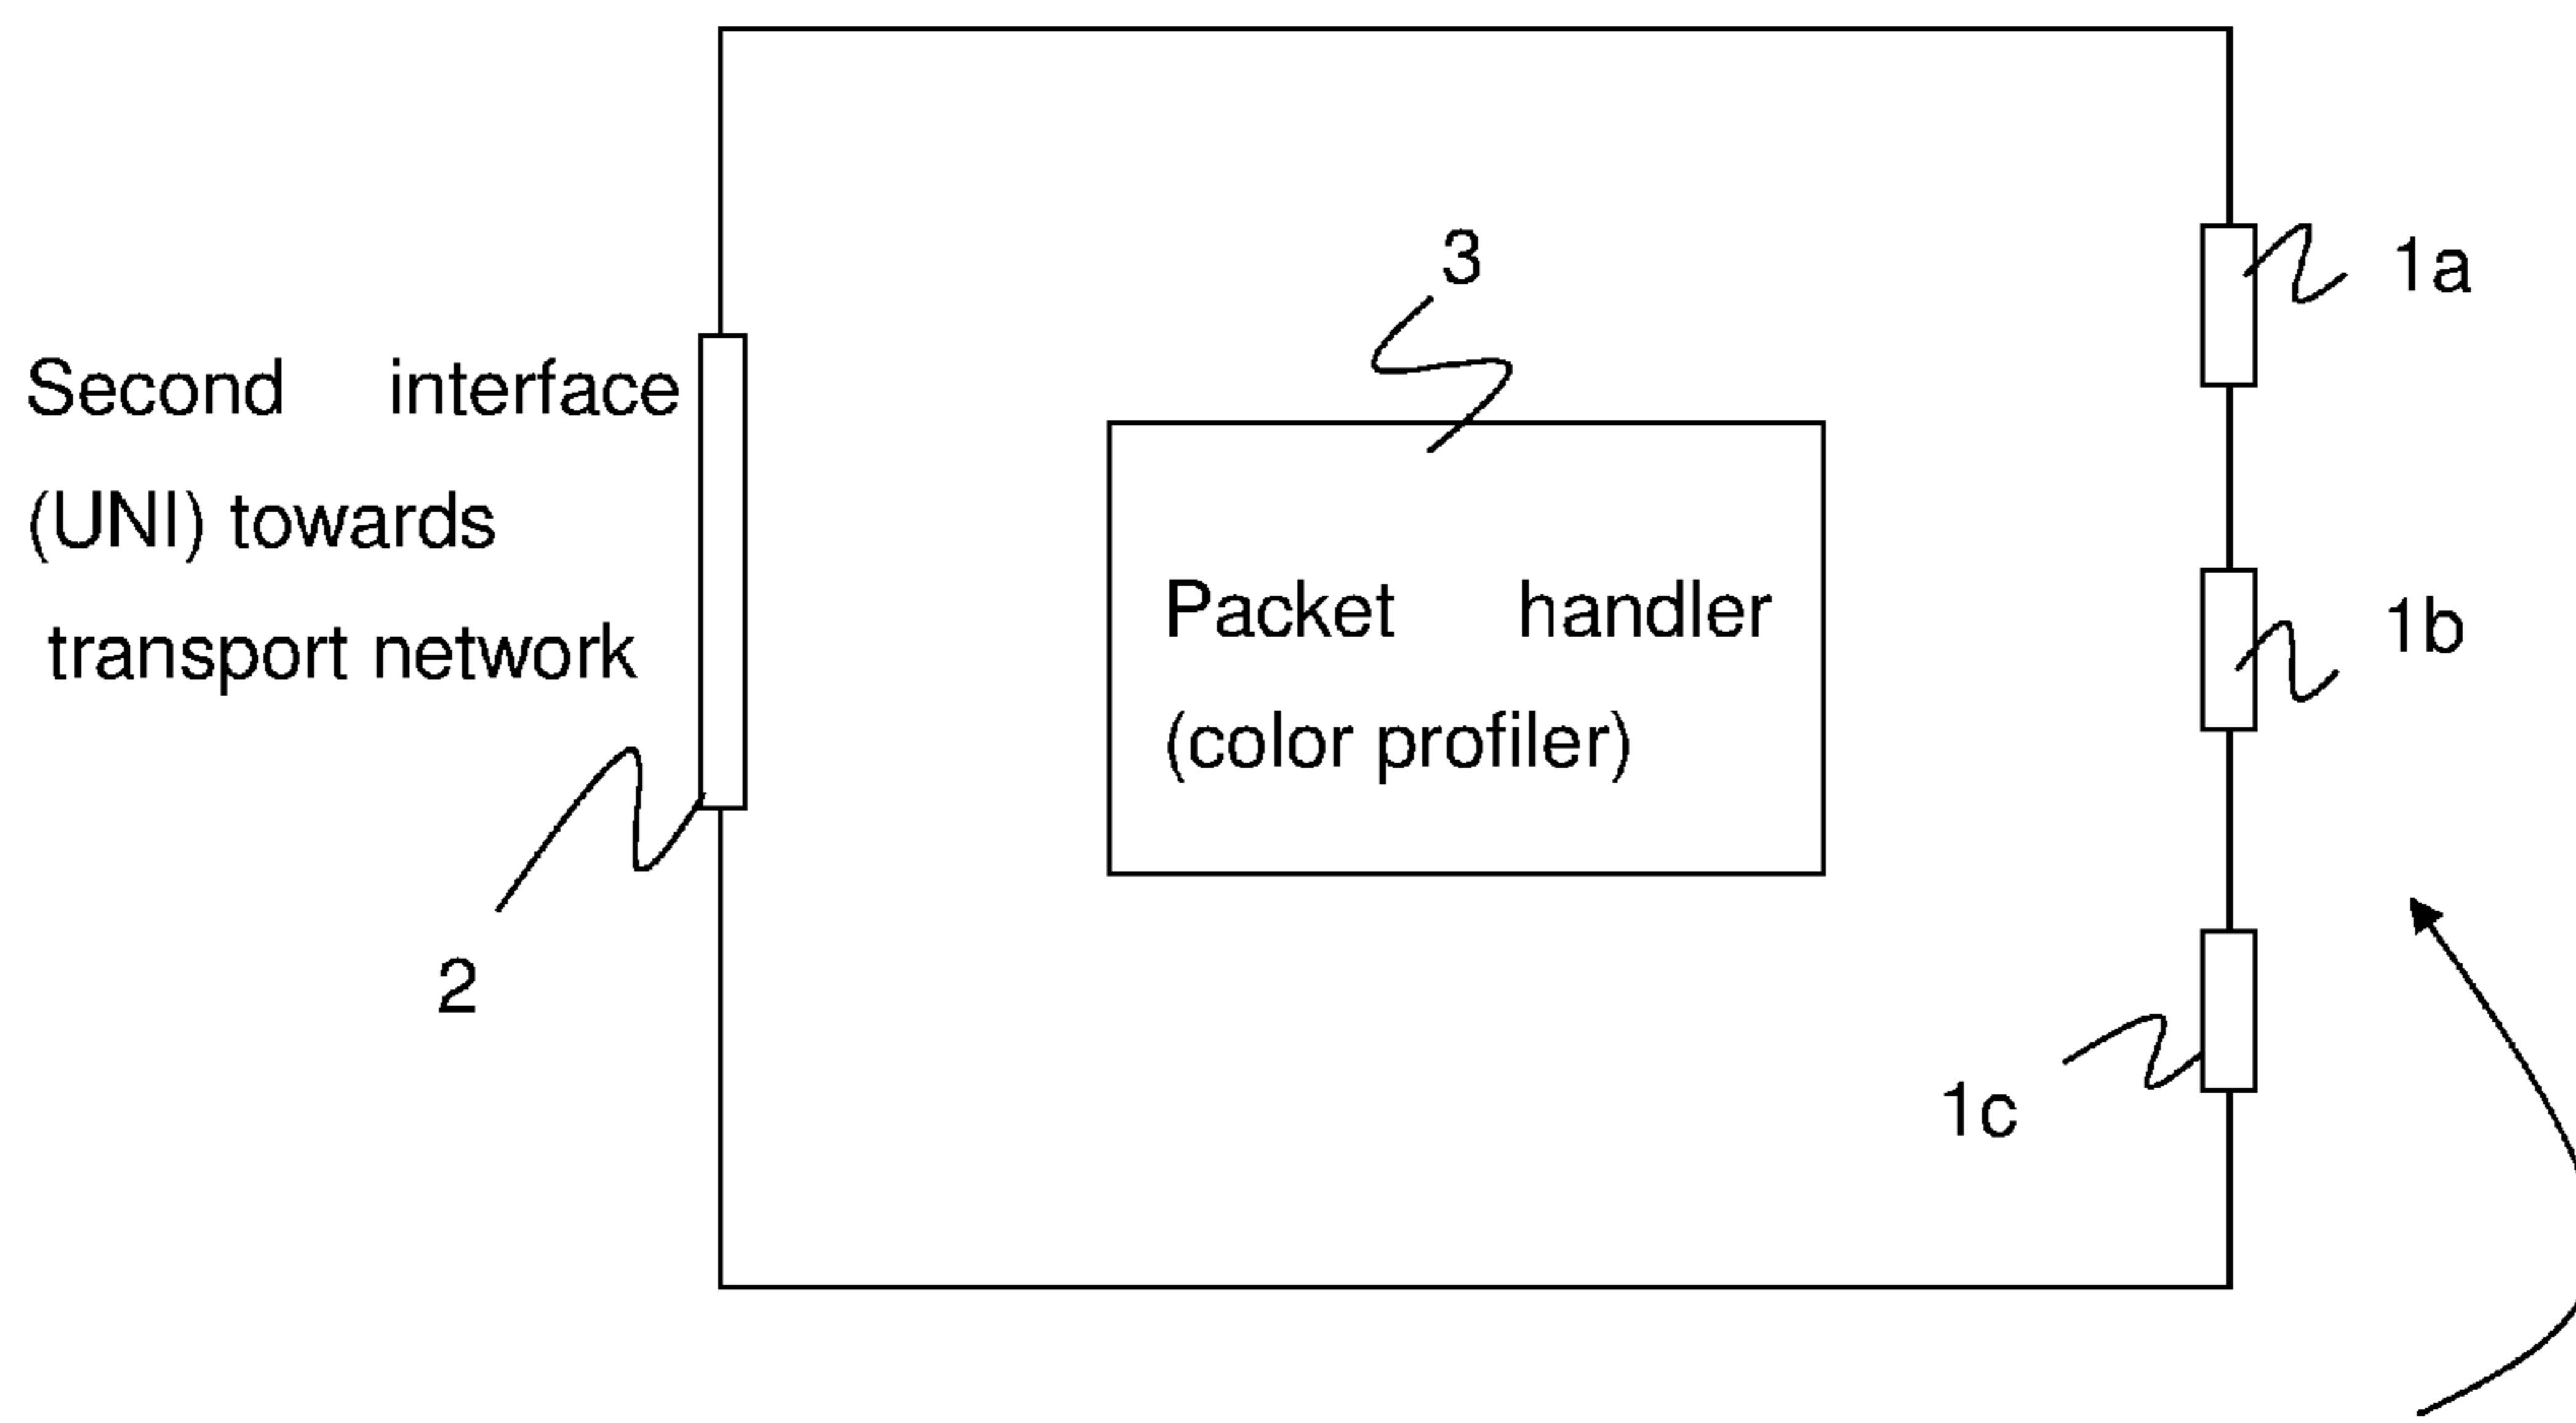 3
1a
Second interface
(UNI) towards
transport network
Packet handler
(color profiler)
1b
2
1c